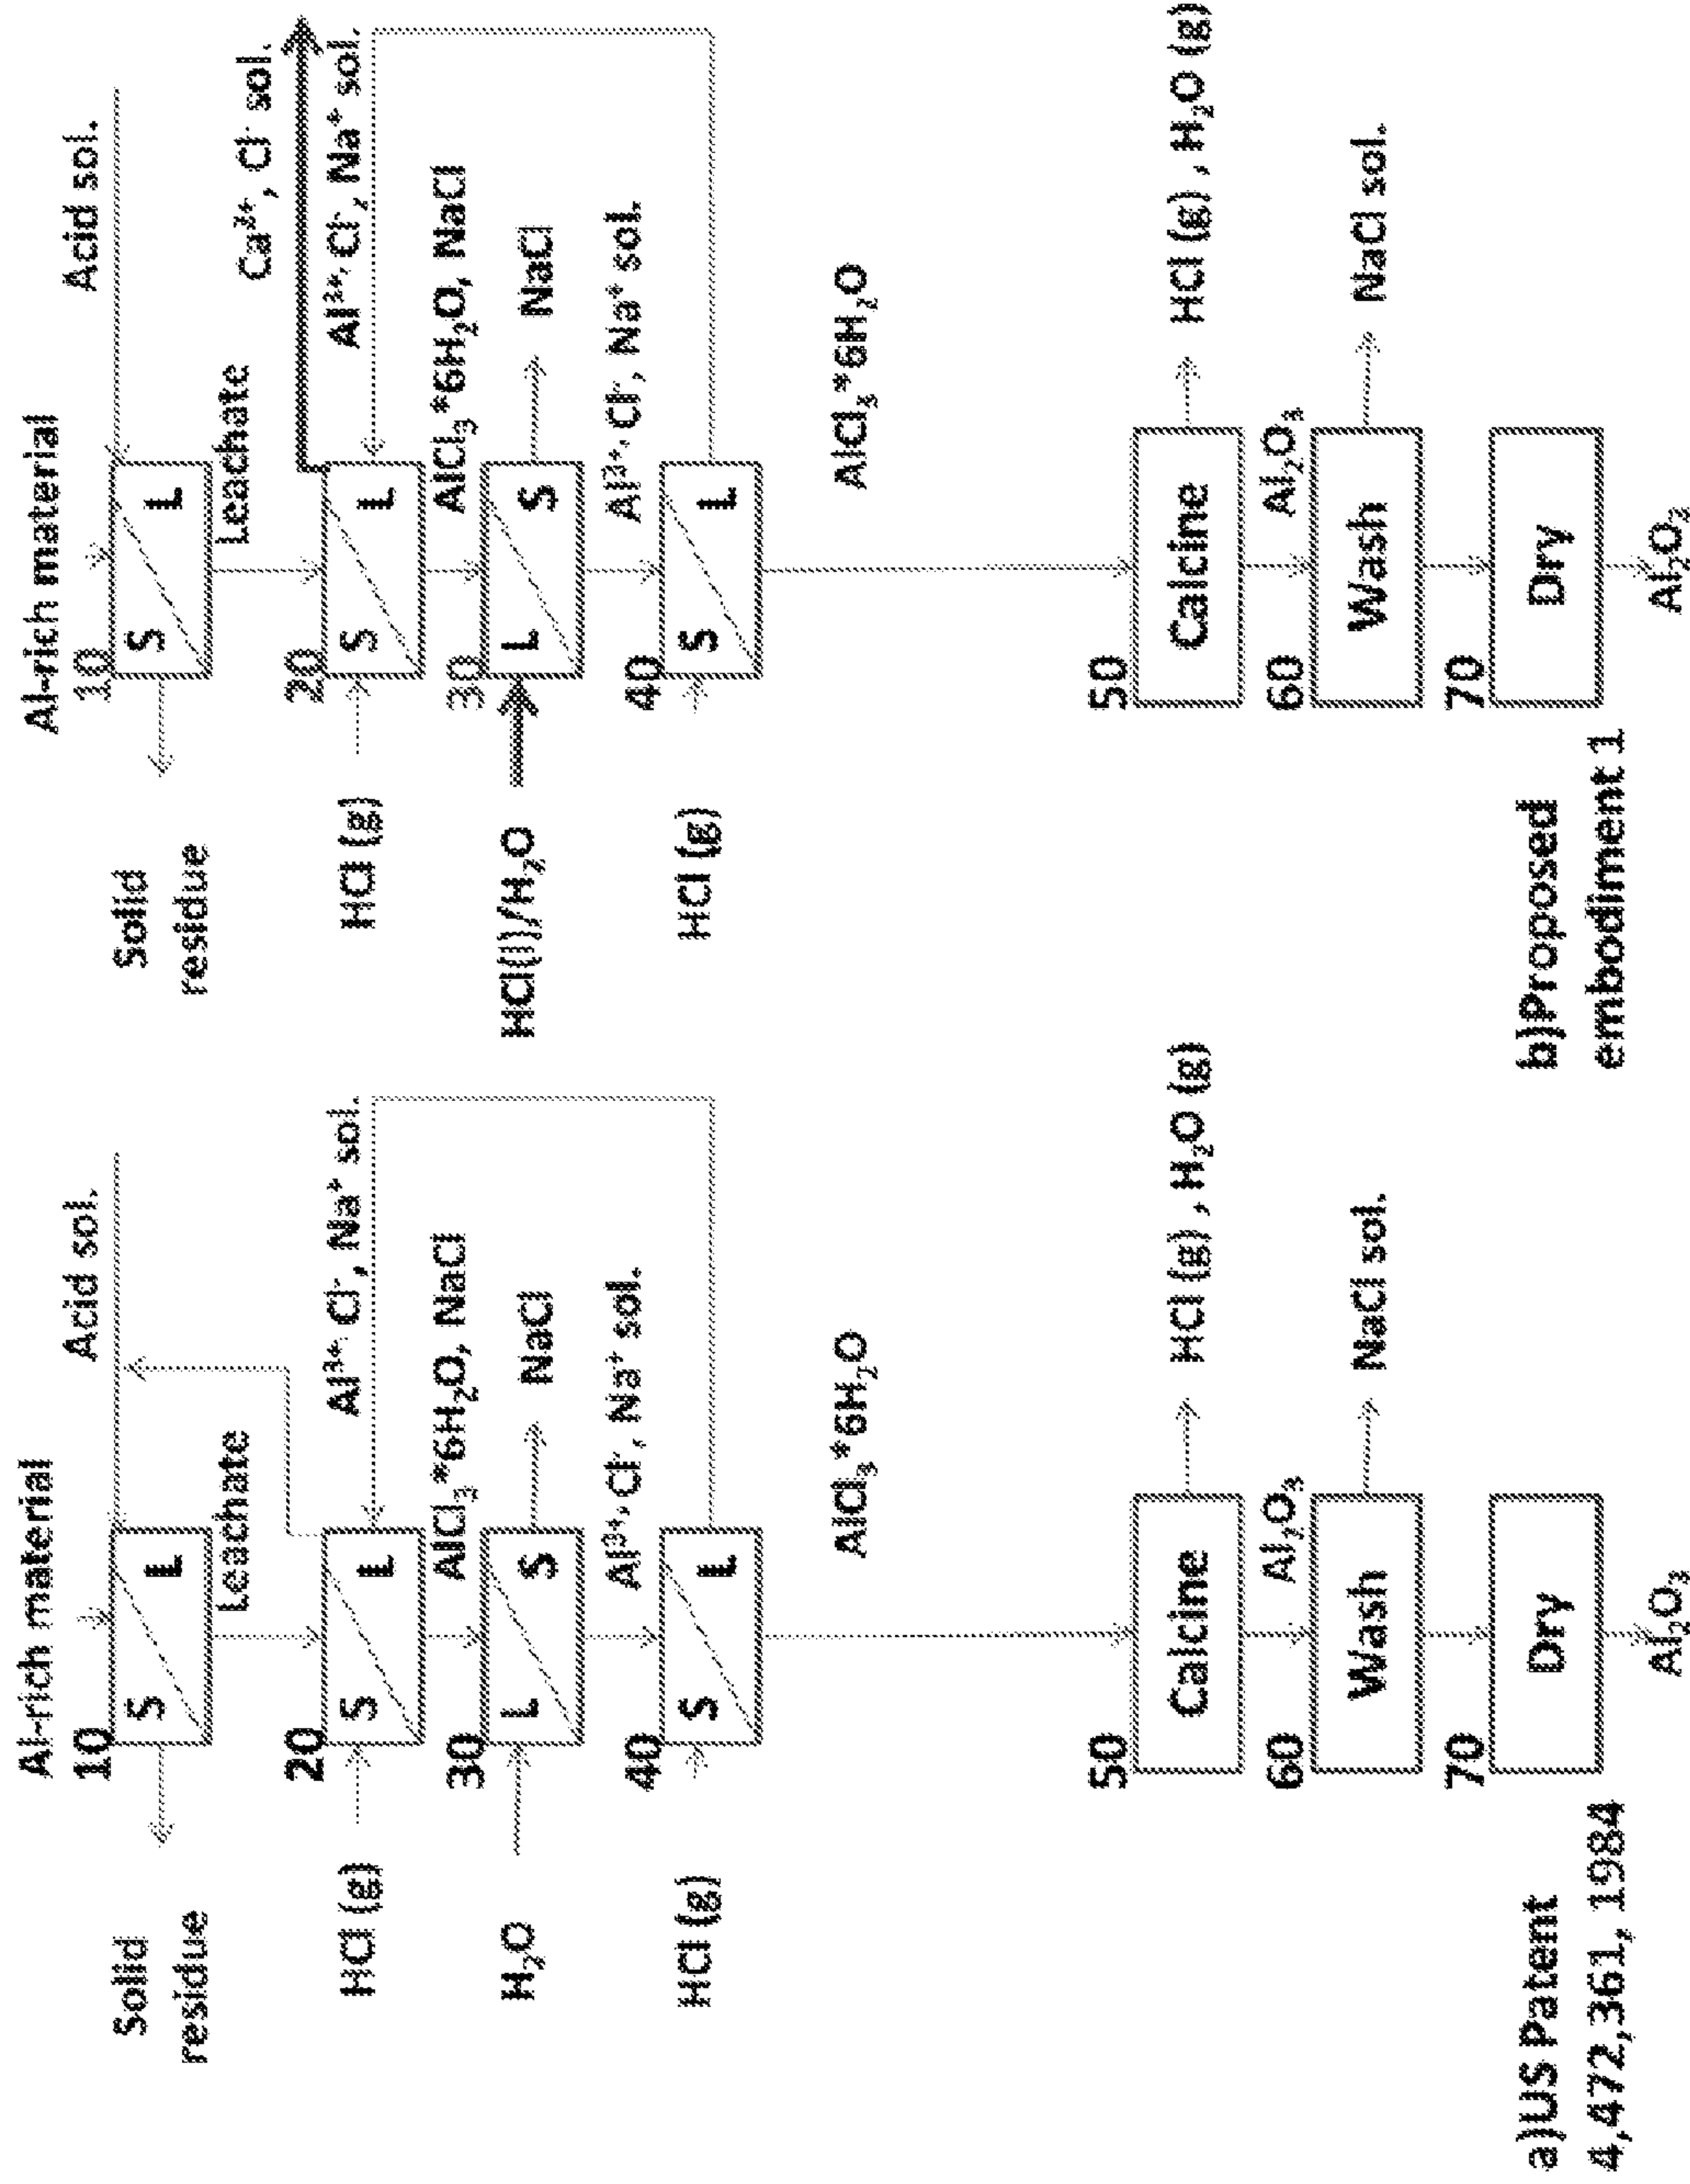 Al-rich material
10
Acid sol.
S
L
Solid
residue
Leachate
20
S
L
HCl (g)
Al³⁺, Cl⁻, Na⁺ sol.
AlCl₃*6H₂O, NaCl
30
L
S
H₂O
NaCl
Al³⁺, Cl⁻, Na⁺ sol.
40
S
L
HCl (g)
AlCl₃*6H₂O
50
Calcine
HCl (g) , H₂O (g)
Al₂O₃
60
Wash
NaCl sol.
70
Dry
Al₂O₃
a)US Patent
4,472,361, 1984
Al-rich material
10
Acid sol.
S
L
Solid
residue
Leachate
Ca²⁺, Cl⁻ sol.
20
S
L
HCl (g)
Al³⁺, Cl⁻, Na⁺ sol.
AlCl₃*6H₂O, NaCl
30
L
S
HCl(l)/H₂O
NaCl
Al³⁺, Cl⁻, Na⁺ sol.
40
S
L
HCl (g)
AlCl₃*6H₂O
50
Calcine
HCl (g) , H₂O (g)
Al₂O₃
60
Wash
NaCl sol.
70
Dry
Al₂O₃
b)Proposed
embodiment 1